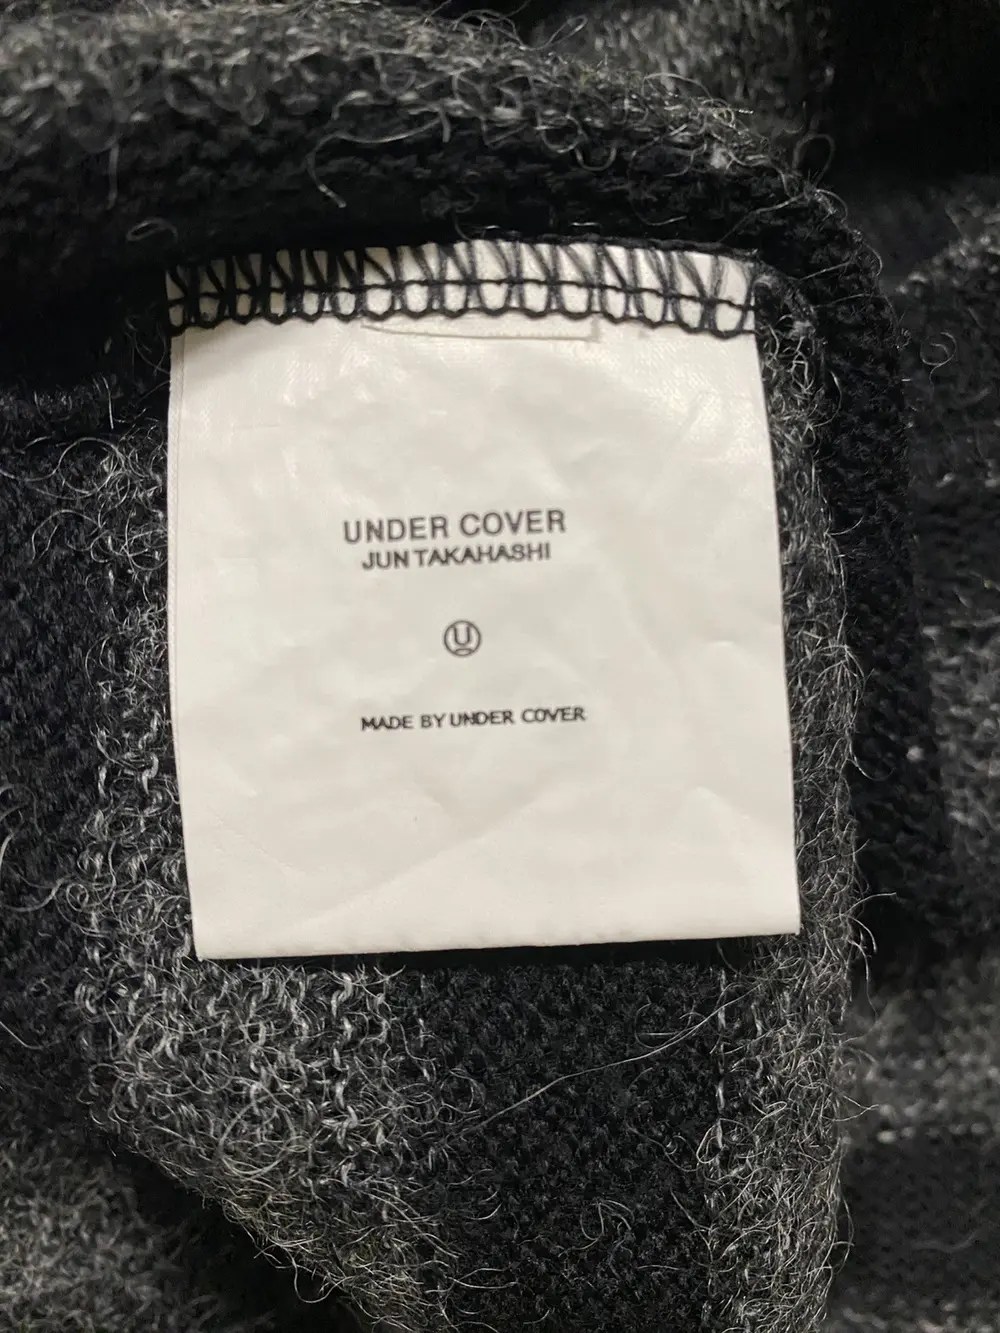 UNDER COVER
JUN TAKAHASHI
U
MADE BY UNDER COVER